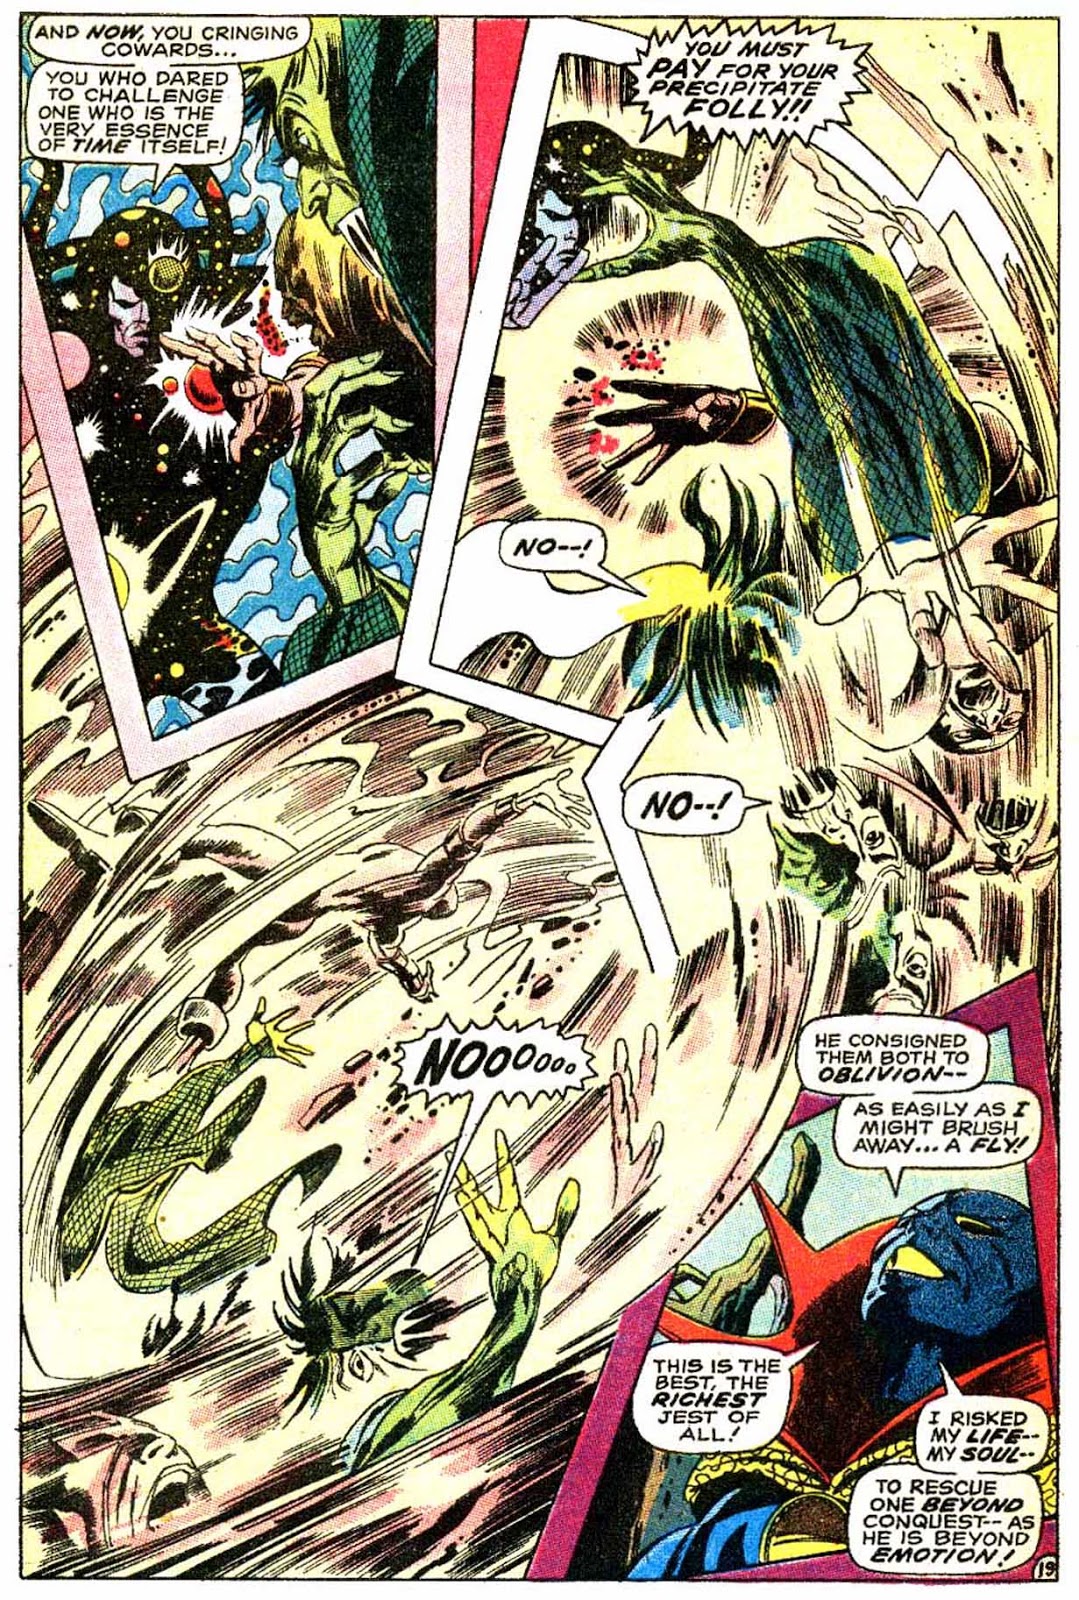 AND NOW, YOU CRINGING
COWARDS...
YOU WHO DARED
TO CHALLENGE
ONE WHO IS THE
VERY ESSENCE
OF TIME ITSELF!
YOU MUST
PAY FOR YOUR
PRECIPITATE
FOLLY!!
NO--!
NO--!
NOOOOOO...
HE CONSIGNED
THEM BOTH TO
OBLIVION--
AS EASILY AS I
MIGHT BRUSH
AWAY... A FLY!
THIS IS THE
BEST, THE
RICHEST
JEST OF
ALL!
I RISKED
MY LIFE--
MY SOUL--
TO RESCUE
ONE BEYOND
CONQUEST-- AS
HE IS BEYOND
EMOTION!
19